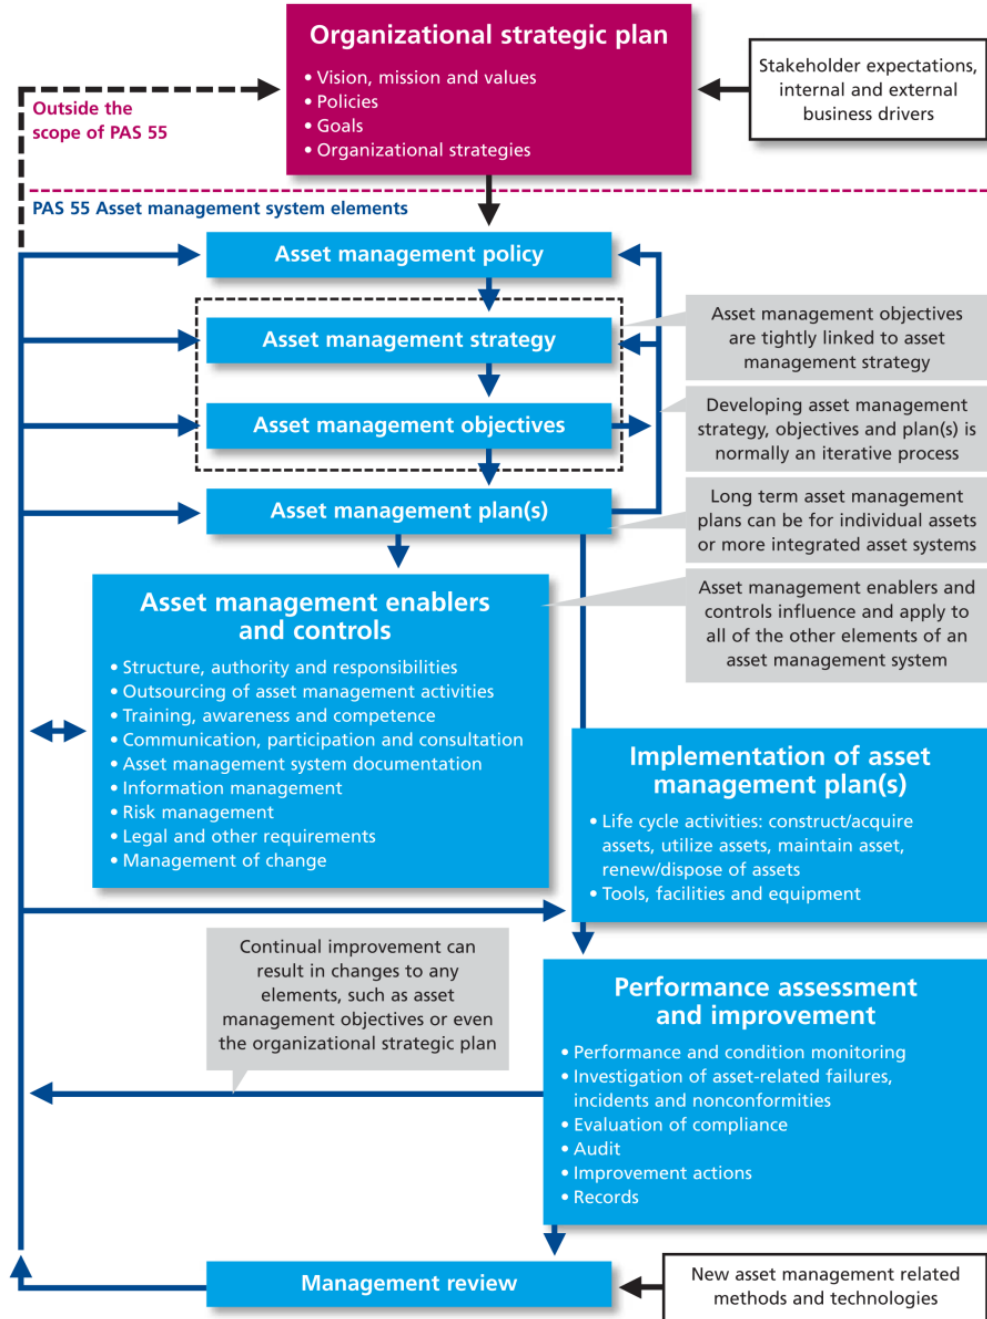 Organizational strategic plan
• Vision, mission and values
• Policies
• Goals
• Organizational strategies
Stakeholder expectations,
internal and external
business drivers
Outside the
scope of PAS 55
PAS 55 Asset management system elements
Asset management policy
Asset management strategy
Asset management objectives
Asset management plan(s)
Asset management objectives
are tightly linked to asset
management strategy
Developing asset management
strategy, objectives and plan(s) is
normally an iterative process
Long term asset management
plans can be for individual assets
or more integrated asset systems
Asset management enablers and
controls influence and apply to
all of the other elements of an
asset management system
Asset management enablers
and controls
• Structure, authority and responsibilities
• Outsourcing of asset management activities
• Training, awareness and competence
• Communication, participation and consultation
• Asset management system documentation
• Information management
• Risk management
• Legal and other requirements
• Management of change
Implementation of asset
management plan(s)
• Life cycle activities: construct/acquire
assets, utilize assets, maintain asset,
renew/dispose of assets
• Tools, facilities and equipment
Continual improvement can
result in changes to any
elements, such as asset
management objectives or even
the organizational strategic plan
Performance assessment
and improvement
• Performance and condition monitoring
• Investigation of asset-related failures,
incidents and nonconformities
• Evaluation of compliance
• Audit
• Improvement actions
• Records
Management review
New asset management related
methods and technologies